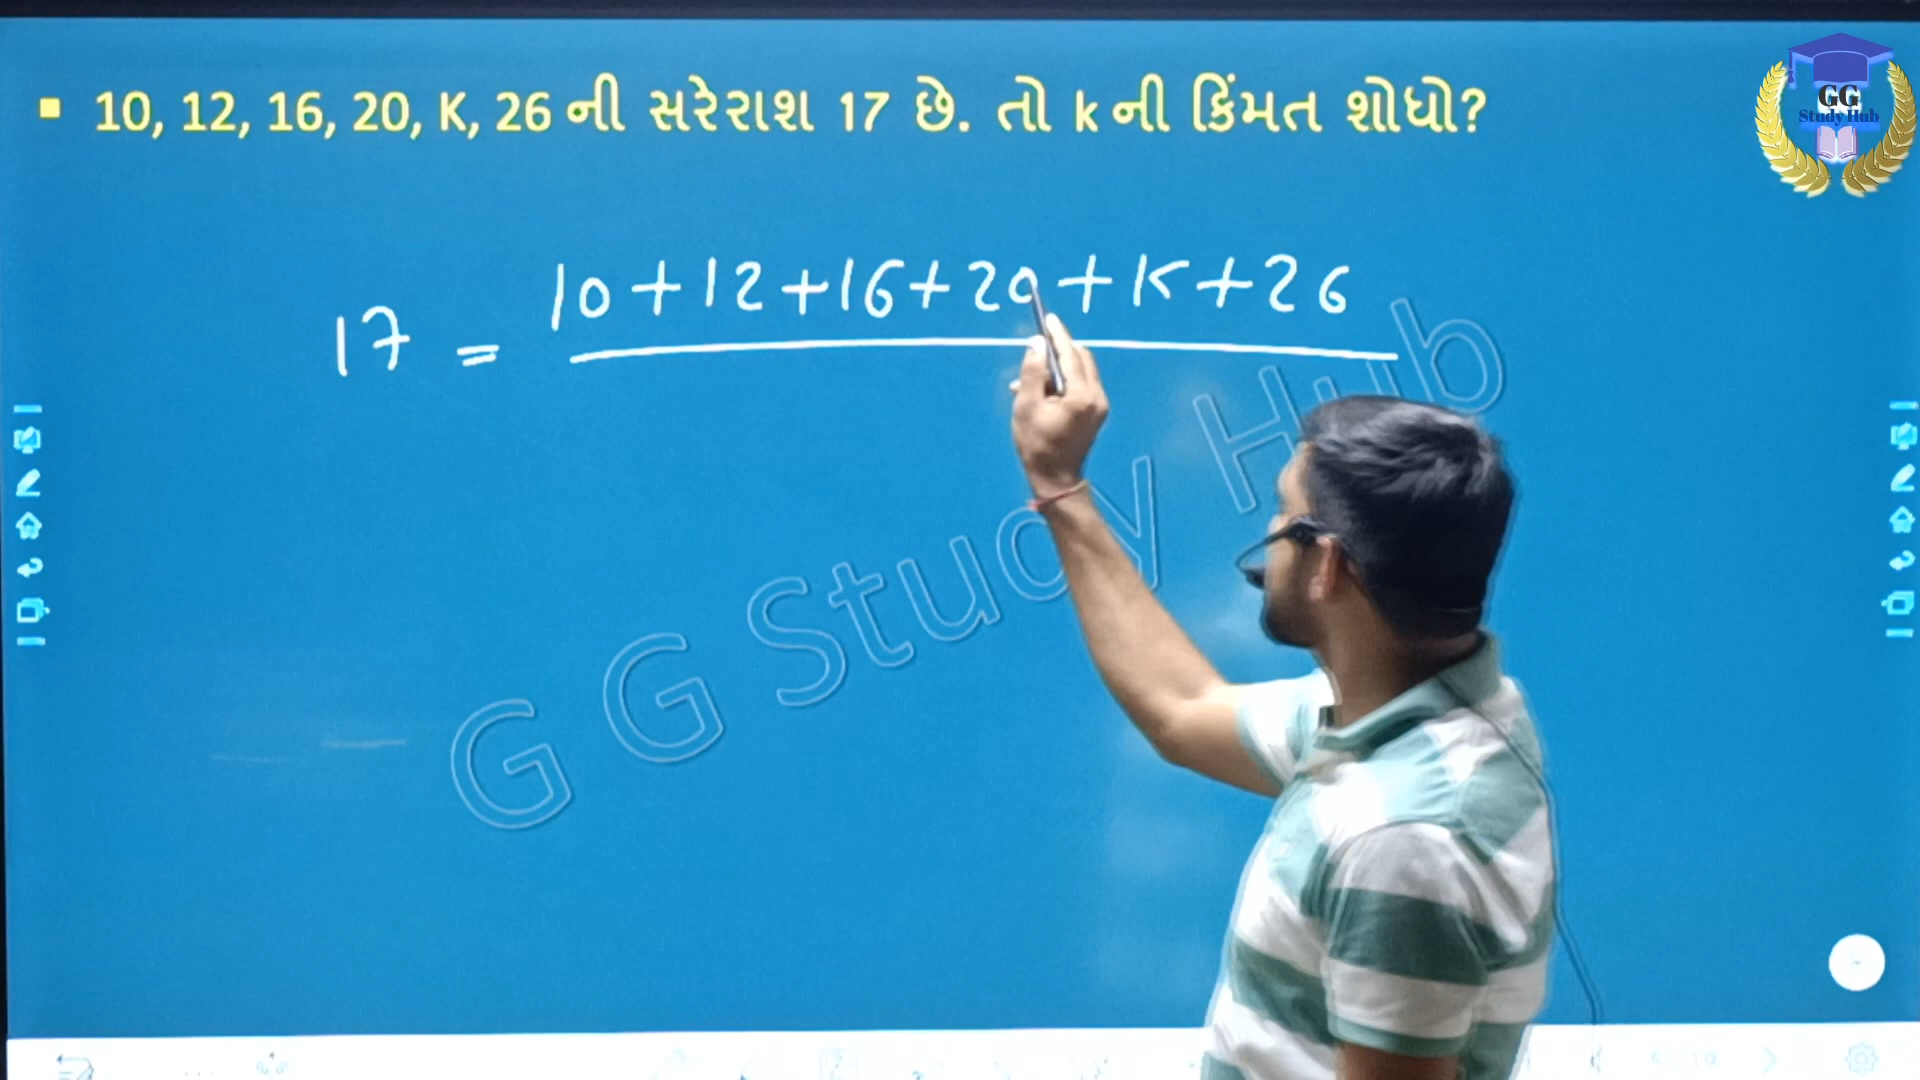 ▪ 10, 12, 16, 20, K, 26 ની સરેરાશ 17 છે. તો k ની કિંમત શોધો?
GG
Study Hub
17 = 10+12+16+20+K+26
G G Study Hub